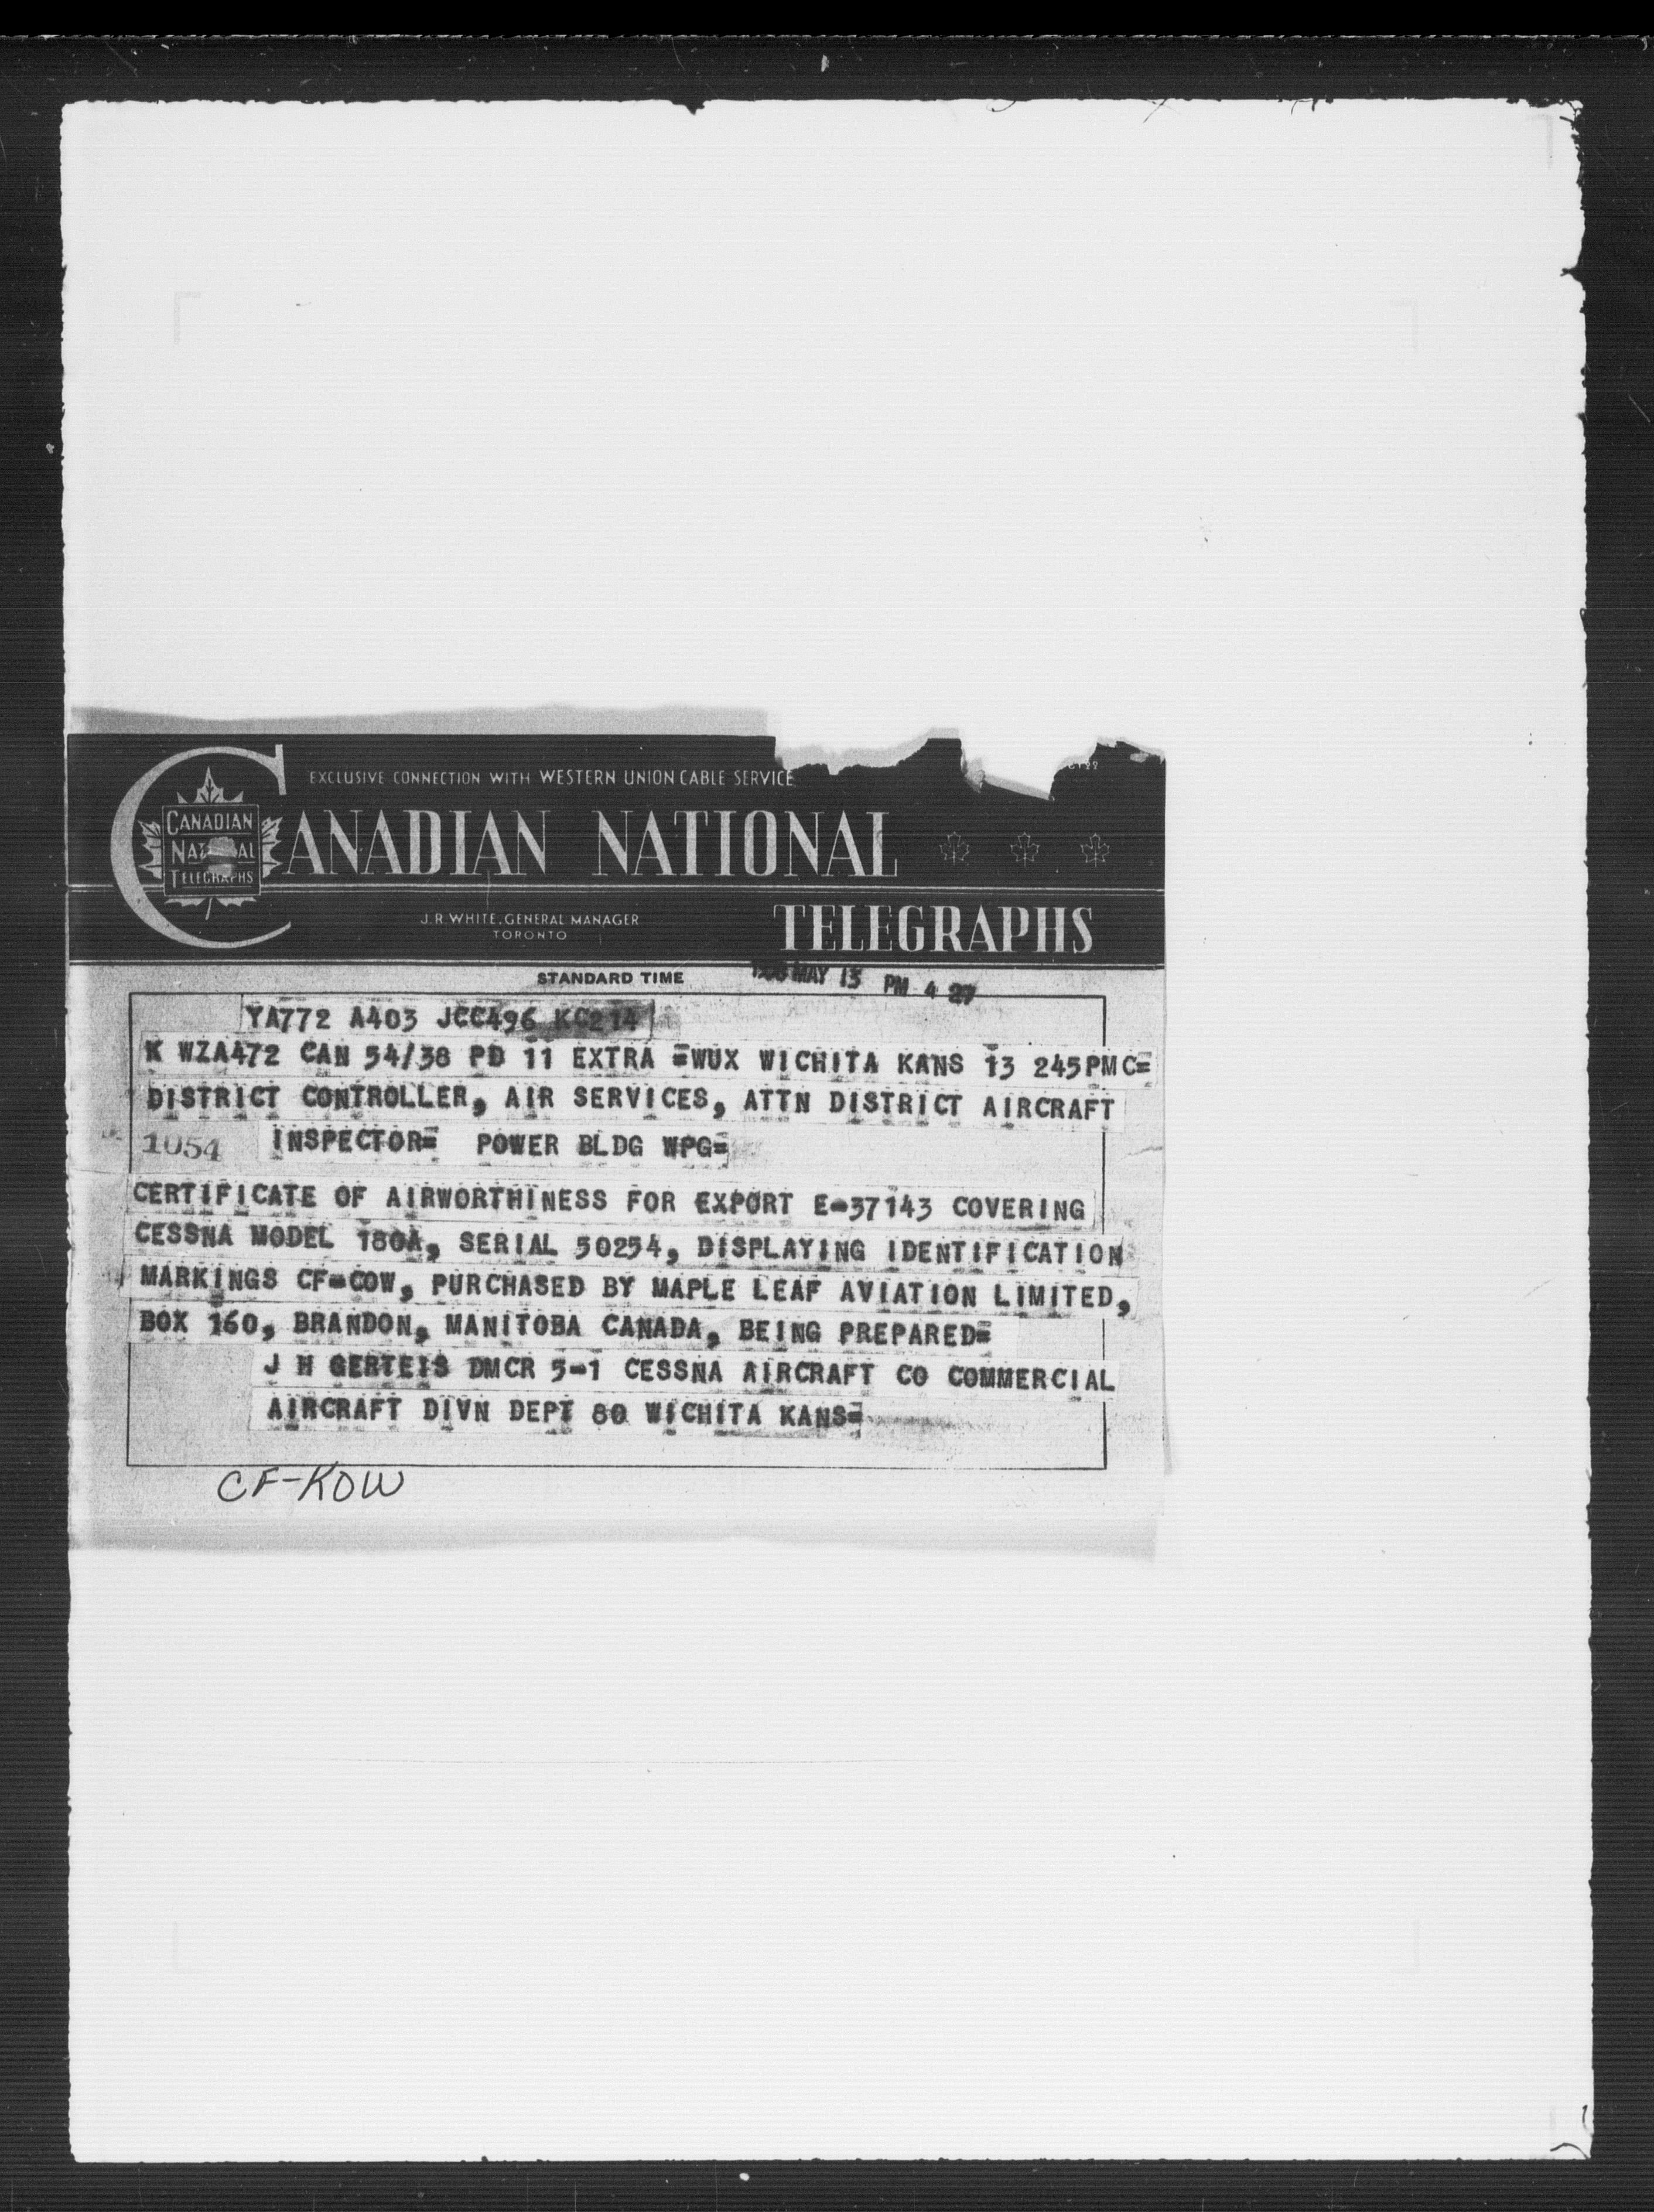 EXCLUSIVE CONNECTION WITH WESTERN UNION CABLE SERVICE
CANADIAN NATIONAL
CANADIAN
NATIONAL
TELEGRAPHS
J. R. WHITE, GENERAL MANAGER
TORONTO
TELEGRAPHS
STANDARD TIME
MAY 13 PM 4 27
YA772 A403 JCC496 KC214
K WZA472 CAN 54/38 PD 11 EXTRA =WUX WICHITA KANS 13 245PMC=
DISTRICT CONTROLLER, AIR SERVICES, ATTN DISTRICT AIRCRAFT
1054 INSPECTOR= POWER BLDG WPG=
CERTIFICATE OF AIRWORTHINESS FOR EXPORT E-37143 COVERING
CESSNA MODEL 180A, SERIAL 50254, DISPLAYING IDENTIFICATION
MARKINGS CF-COW, PURCHASED BY MAPLE LEAF AVIATION LIMITED,
BOX 160, BRANDON, MANITOBA CANADA, BEING PREPARED=
J H GERTEIS DMCR 5-1 CESSNA AIRCRAFT CO COMMERCIAL
AIRCRAFT DIVN DEPT 80 WICHITA KANS=
CF-KOW